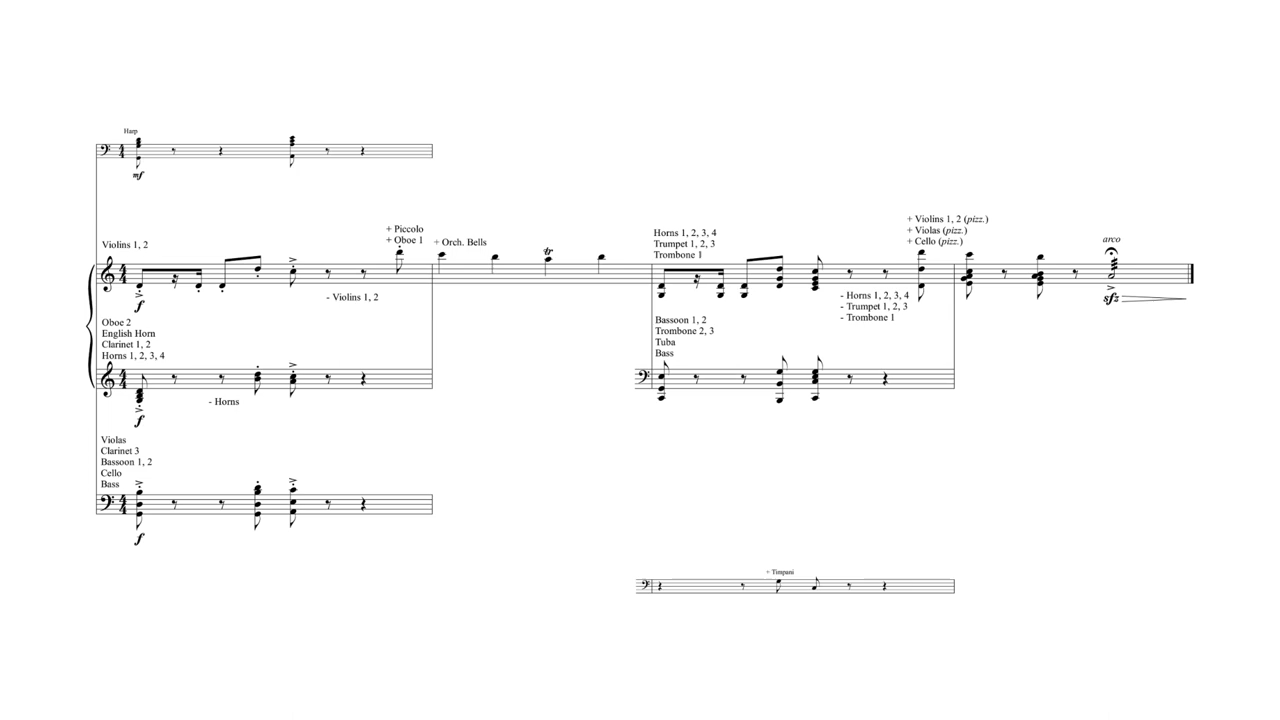 Harp
mf
Violins 1, 2
f
- Violins 1, 2
+ Piccolo
+ Oboe 1
+ Orch. Bells
tr
Horns 1, 2, 3, 4
Trumpet 1, 2, 3
Trombone 1
- Horns 1, 2, 3, 4
- Trumpet 1, 2, 3
- Trombone 1
+ Violins 1, 2 (pizz.)
+ Violas (pizz.)
+ Cello (pizz.)
arco
sfz
Oboe 2
English Horn
Clarinet 1, 2
Horns 1, 2, 3, 4
f
- Horns
Bassoon 1, 2
Trombone 2, 3
Tuba
Bass
Violas
Clarinet 3
Bassoon 1, 2
Cello
Bass
f
+ Timpani